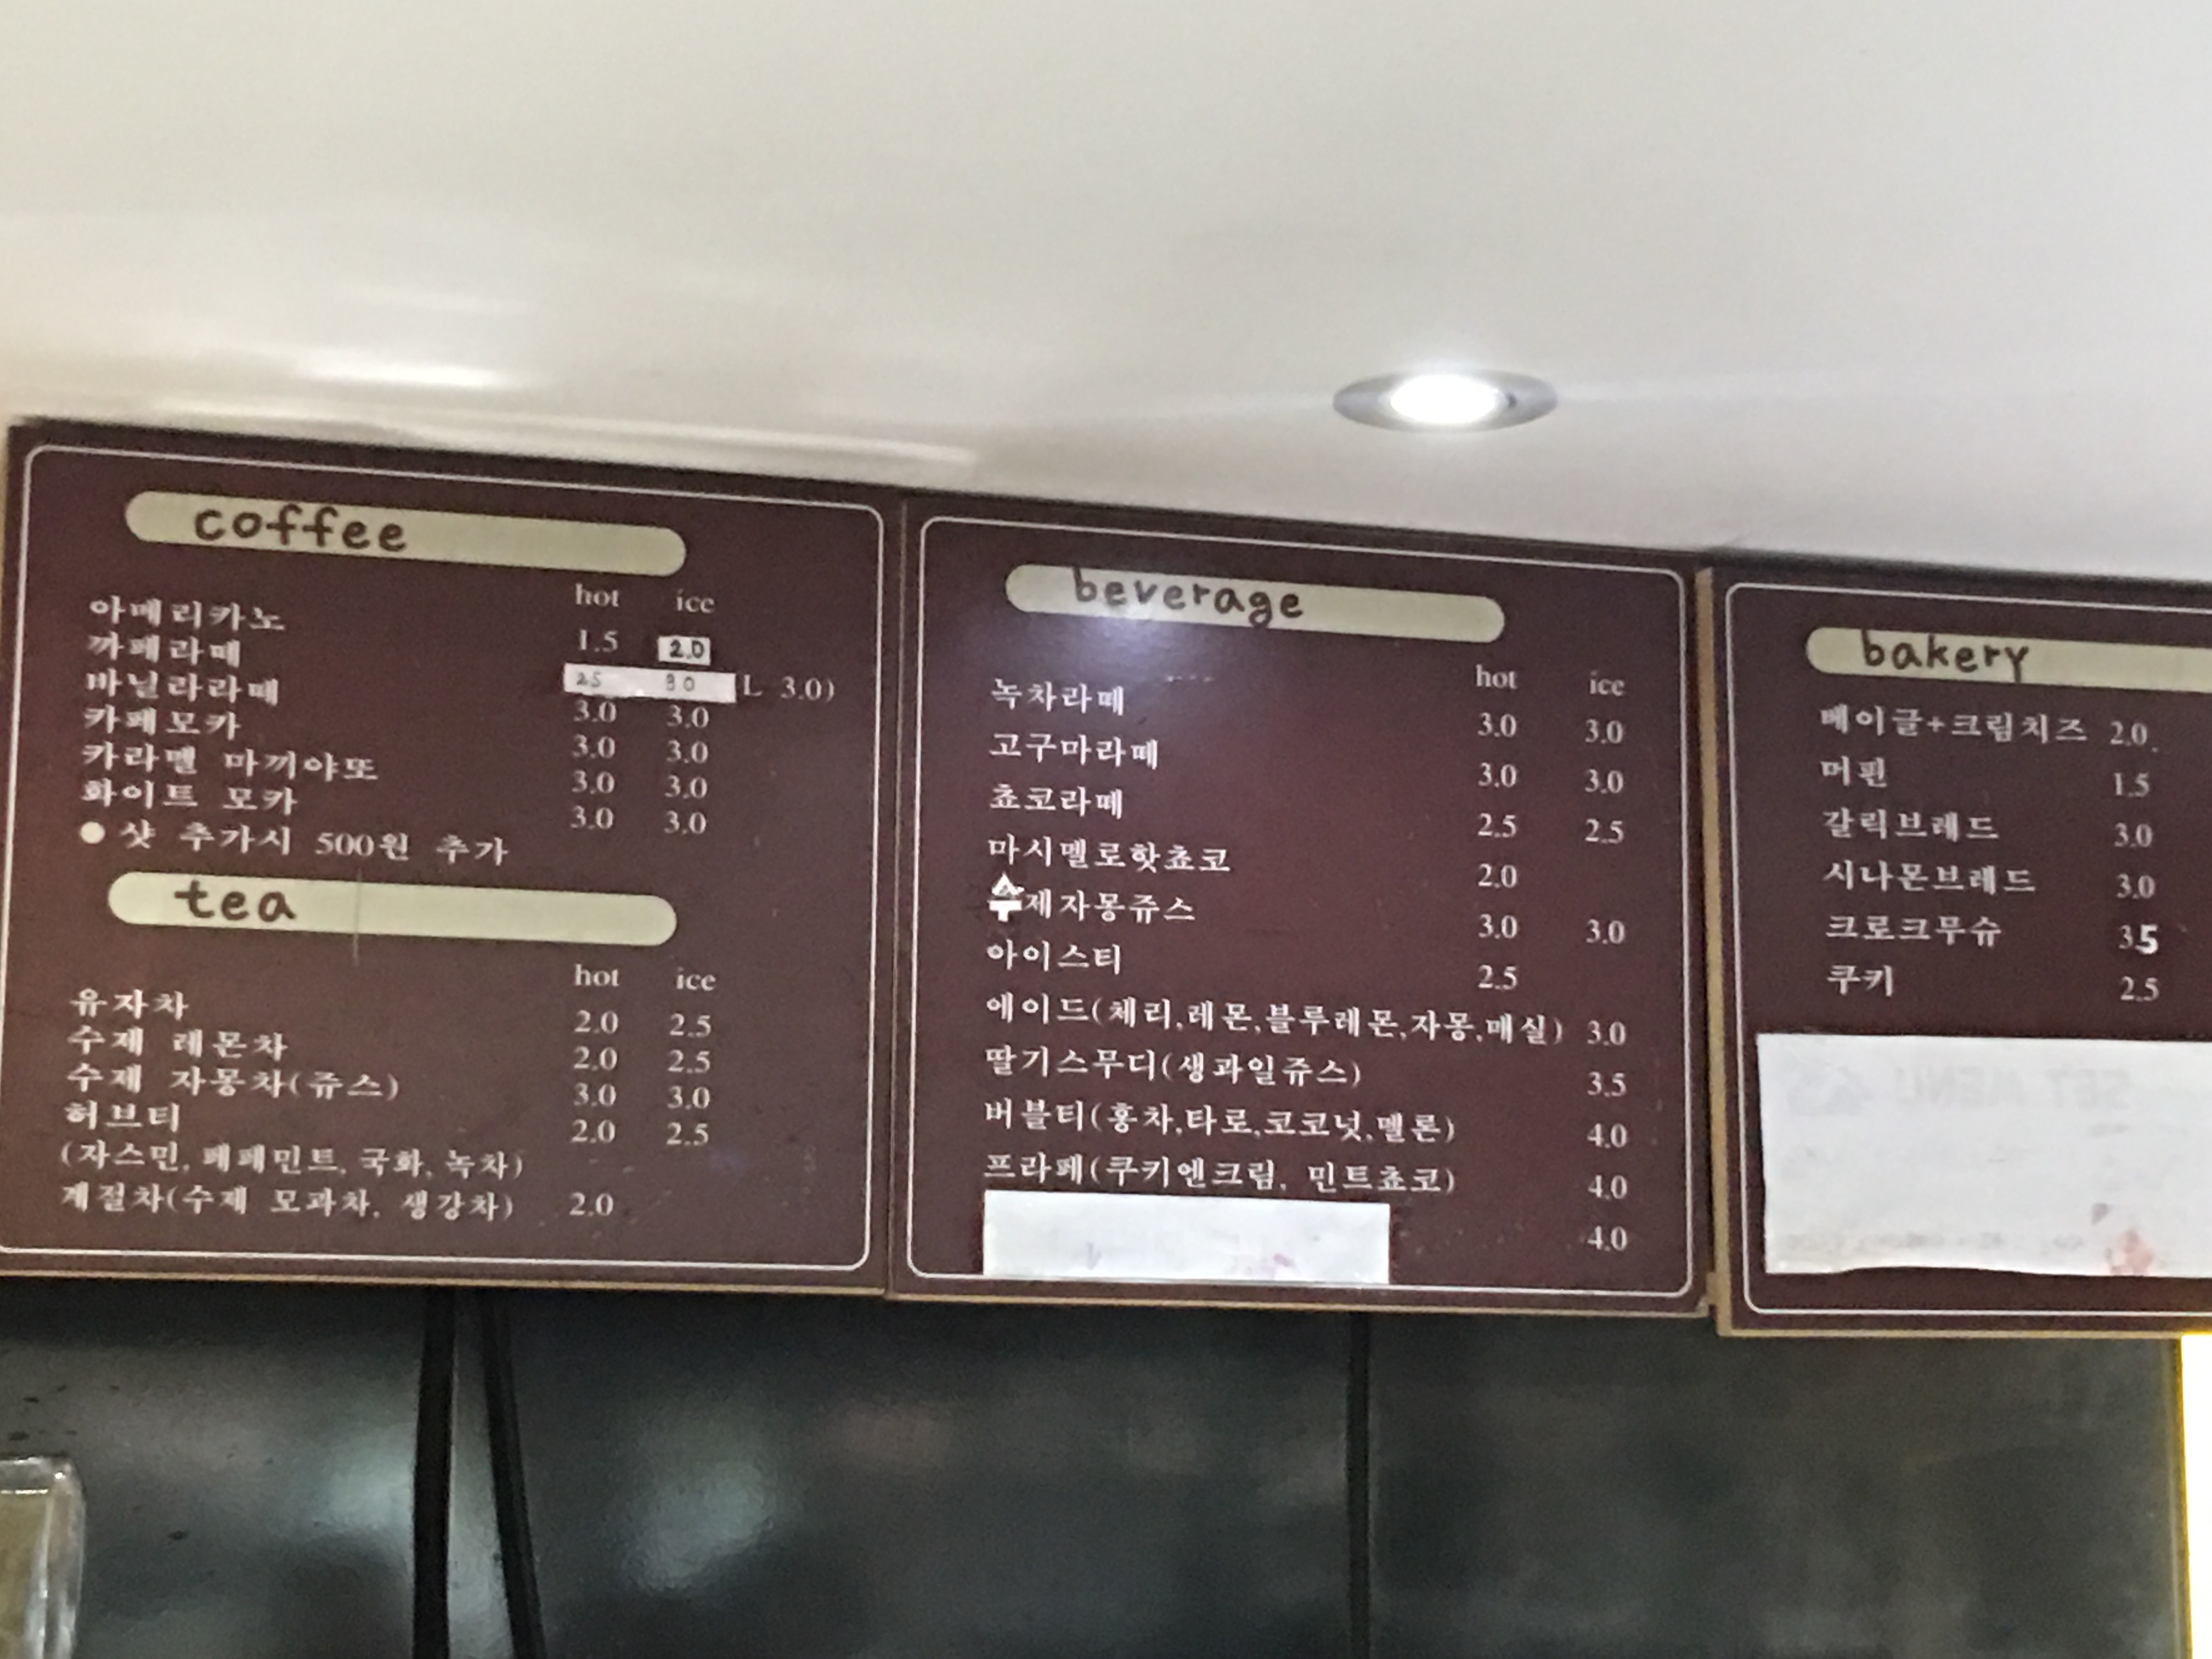 coffee
hot ice
아메리카노 1.5 2.0
까페라떼 2.5 3.0 (L 3.0)
바닐라라떼 3.0 3.0
카페모카 3.0 3.0
카라멜 마끼야또 3.0 3.0
화이트 모카 3.0 3.0
● 샷 추가시 500원 추가
tea
hot ice
유자차 2.0 2.5
수제 레몬차 2.0 2.5
수제 자몽차(쥬스) 3.0 3.0
허브티 2.0 2.5
(자스민, 페페민트, 국화, 녹차)
계절차(수제 모과차, 생강차) 2.0
beverage
hot ice
녹차라떼 3.0 3.0
고구마라떼 3.0 3.0
쵸코라떼 2.5 2.5
마시멜로핫쵸코 2.0
수제자몽쥬스 3.0 3.0
아이스티 2.5
에이드(체리,레몬,블루레몬,자몽,매실) 3.0
딸기스무디(생과일쥬스) 3.5
버블티(홍차,타로,코코넛,멜론) 4.0
프라페(쿠키엔크림, 민트쵸코) 4.0
4.0
bakery
베이글+크림치즈 2.0
머핀 1.5
갈릭브레드 3.0
시나몬브레드 3.0
크로크무슈 3.5
쿠키 2.5
SET MENU